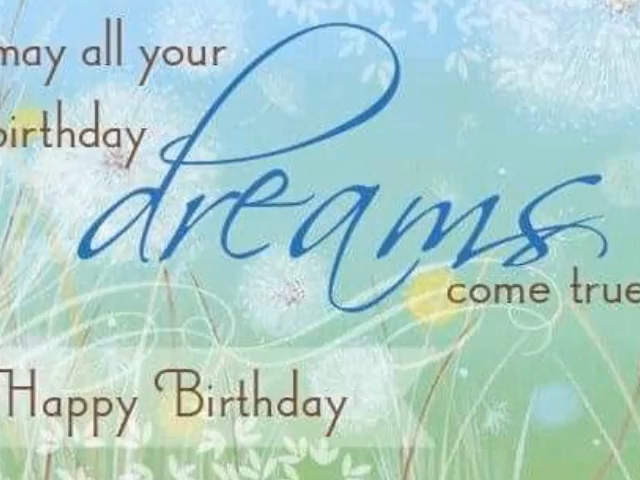 may all your
birthday
dreams
come true
Happy Birthday